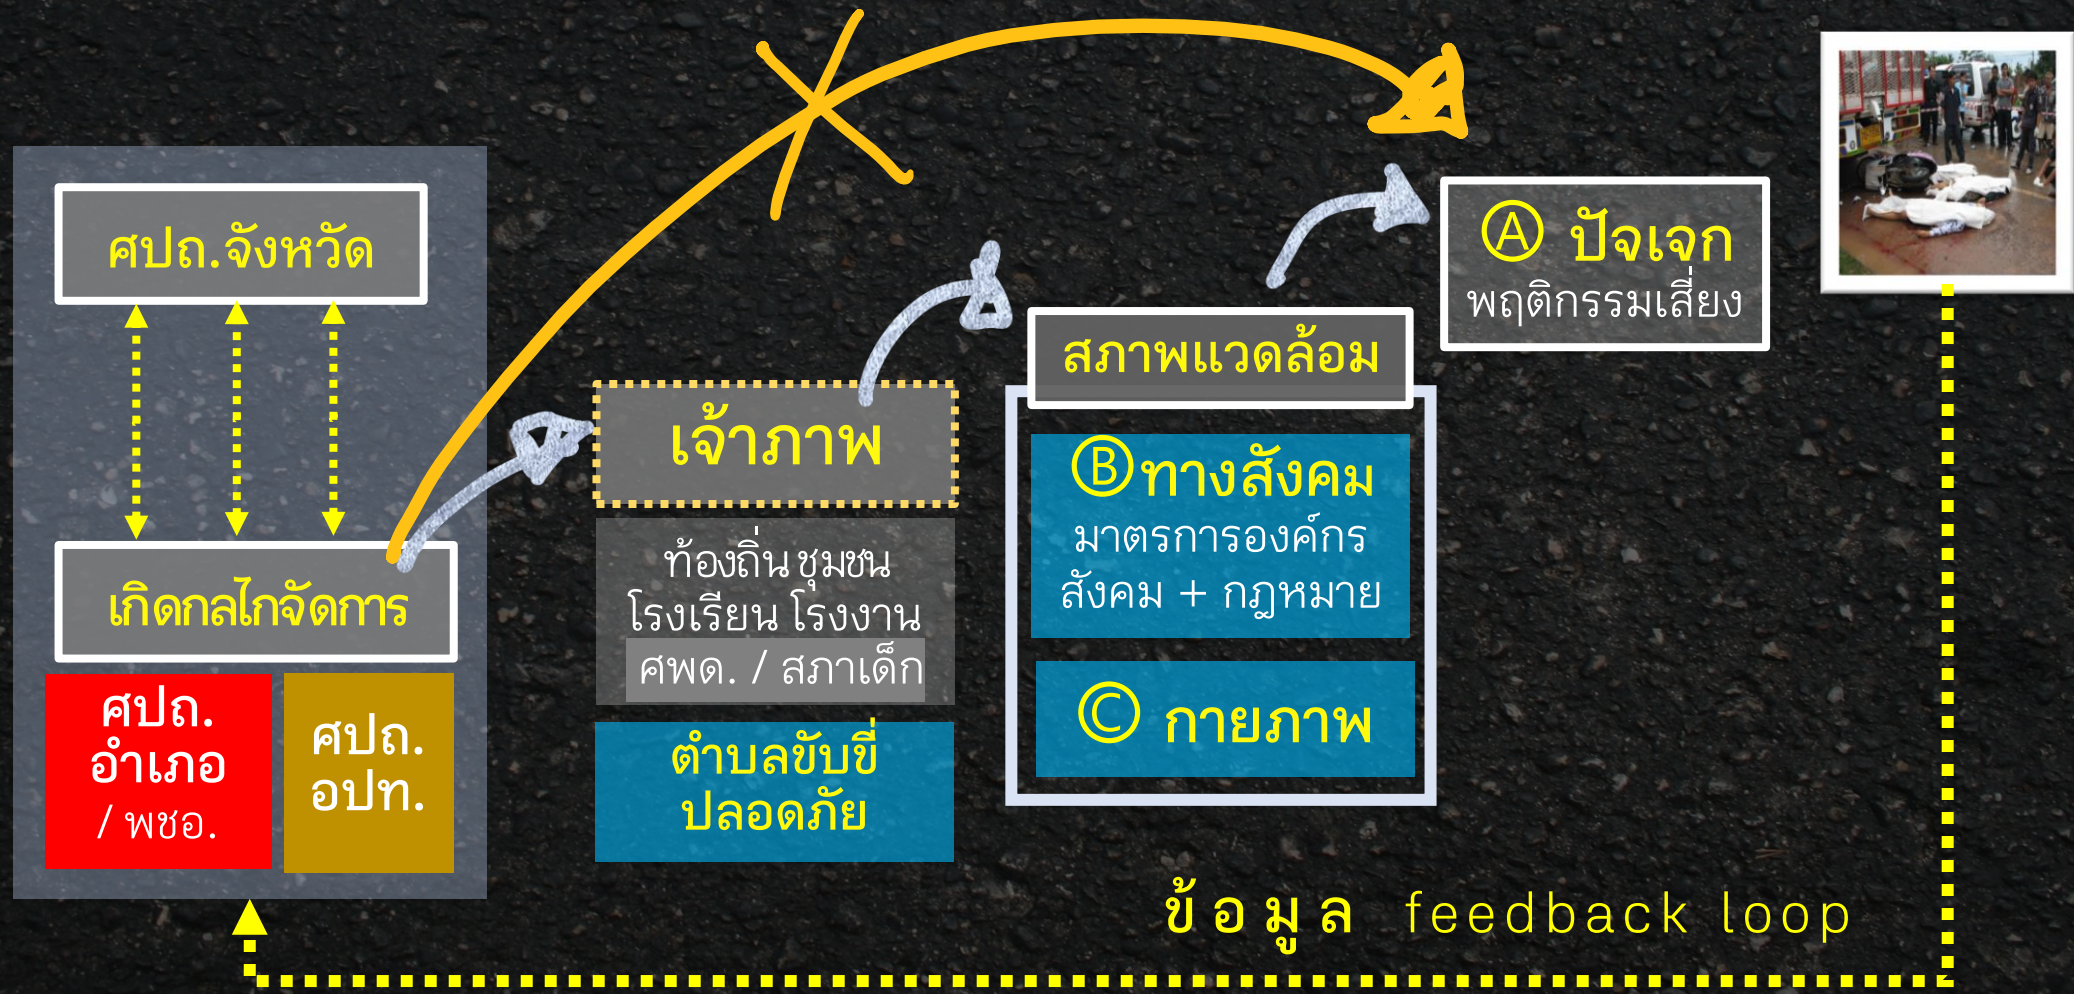 ศปถ.จังหวัด
เกิดกลไกจัดการ
ศปถ.
อำเภอ
/ พชอ.
ศปถ.
อปท.
เจ้าภาพ
ท้องถิ่น ชุมชน
โรงเรียน โรงงาน
ศพด. / สภาเด็ก
ตำบลขับขี่
ปลอดภัย
สภาพแวดล้อม
Ⓑทางสังคม
มาตรการองค์กร
สังคม + กฎหมาย
Ⓒ กายภาพ
Ⓐ ปัจเจก
พฤติกรรมเสี่ยง
ข้อมูล feedback loop